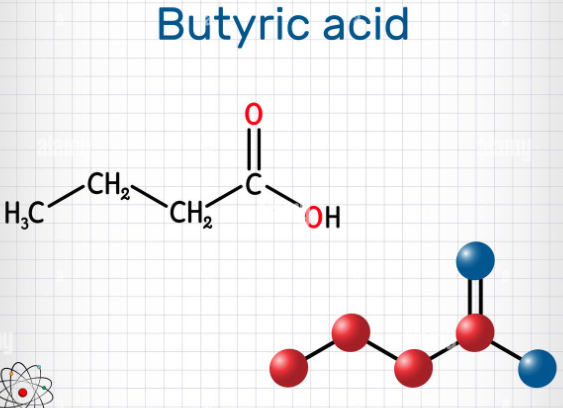 Butyric acid
O
CH₂
C
H₃C
CH₂
OH